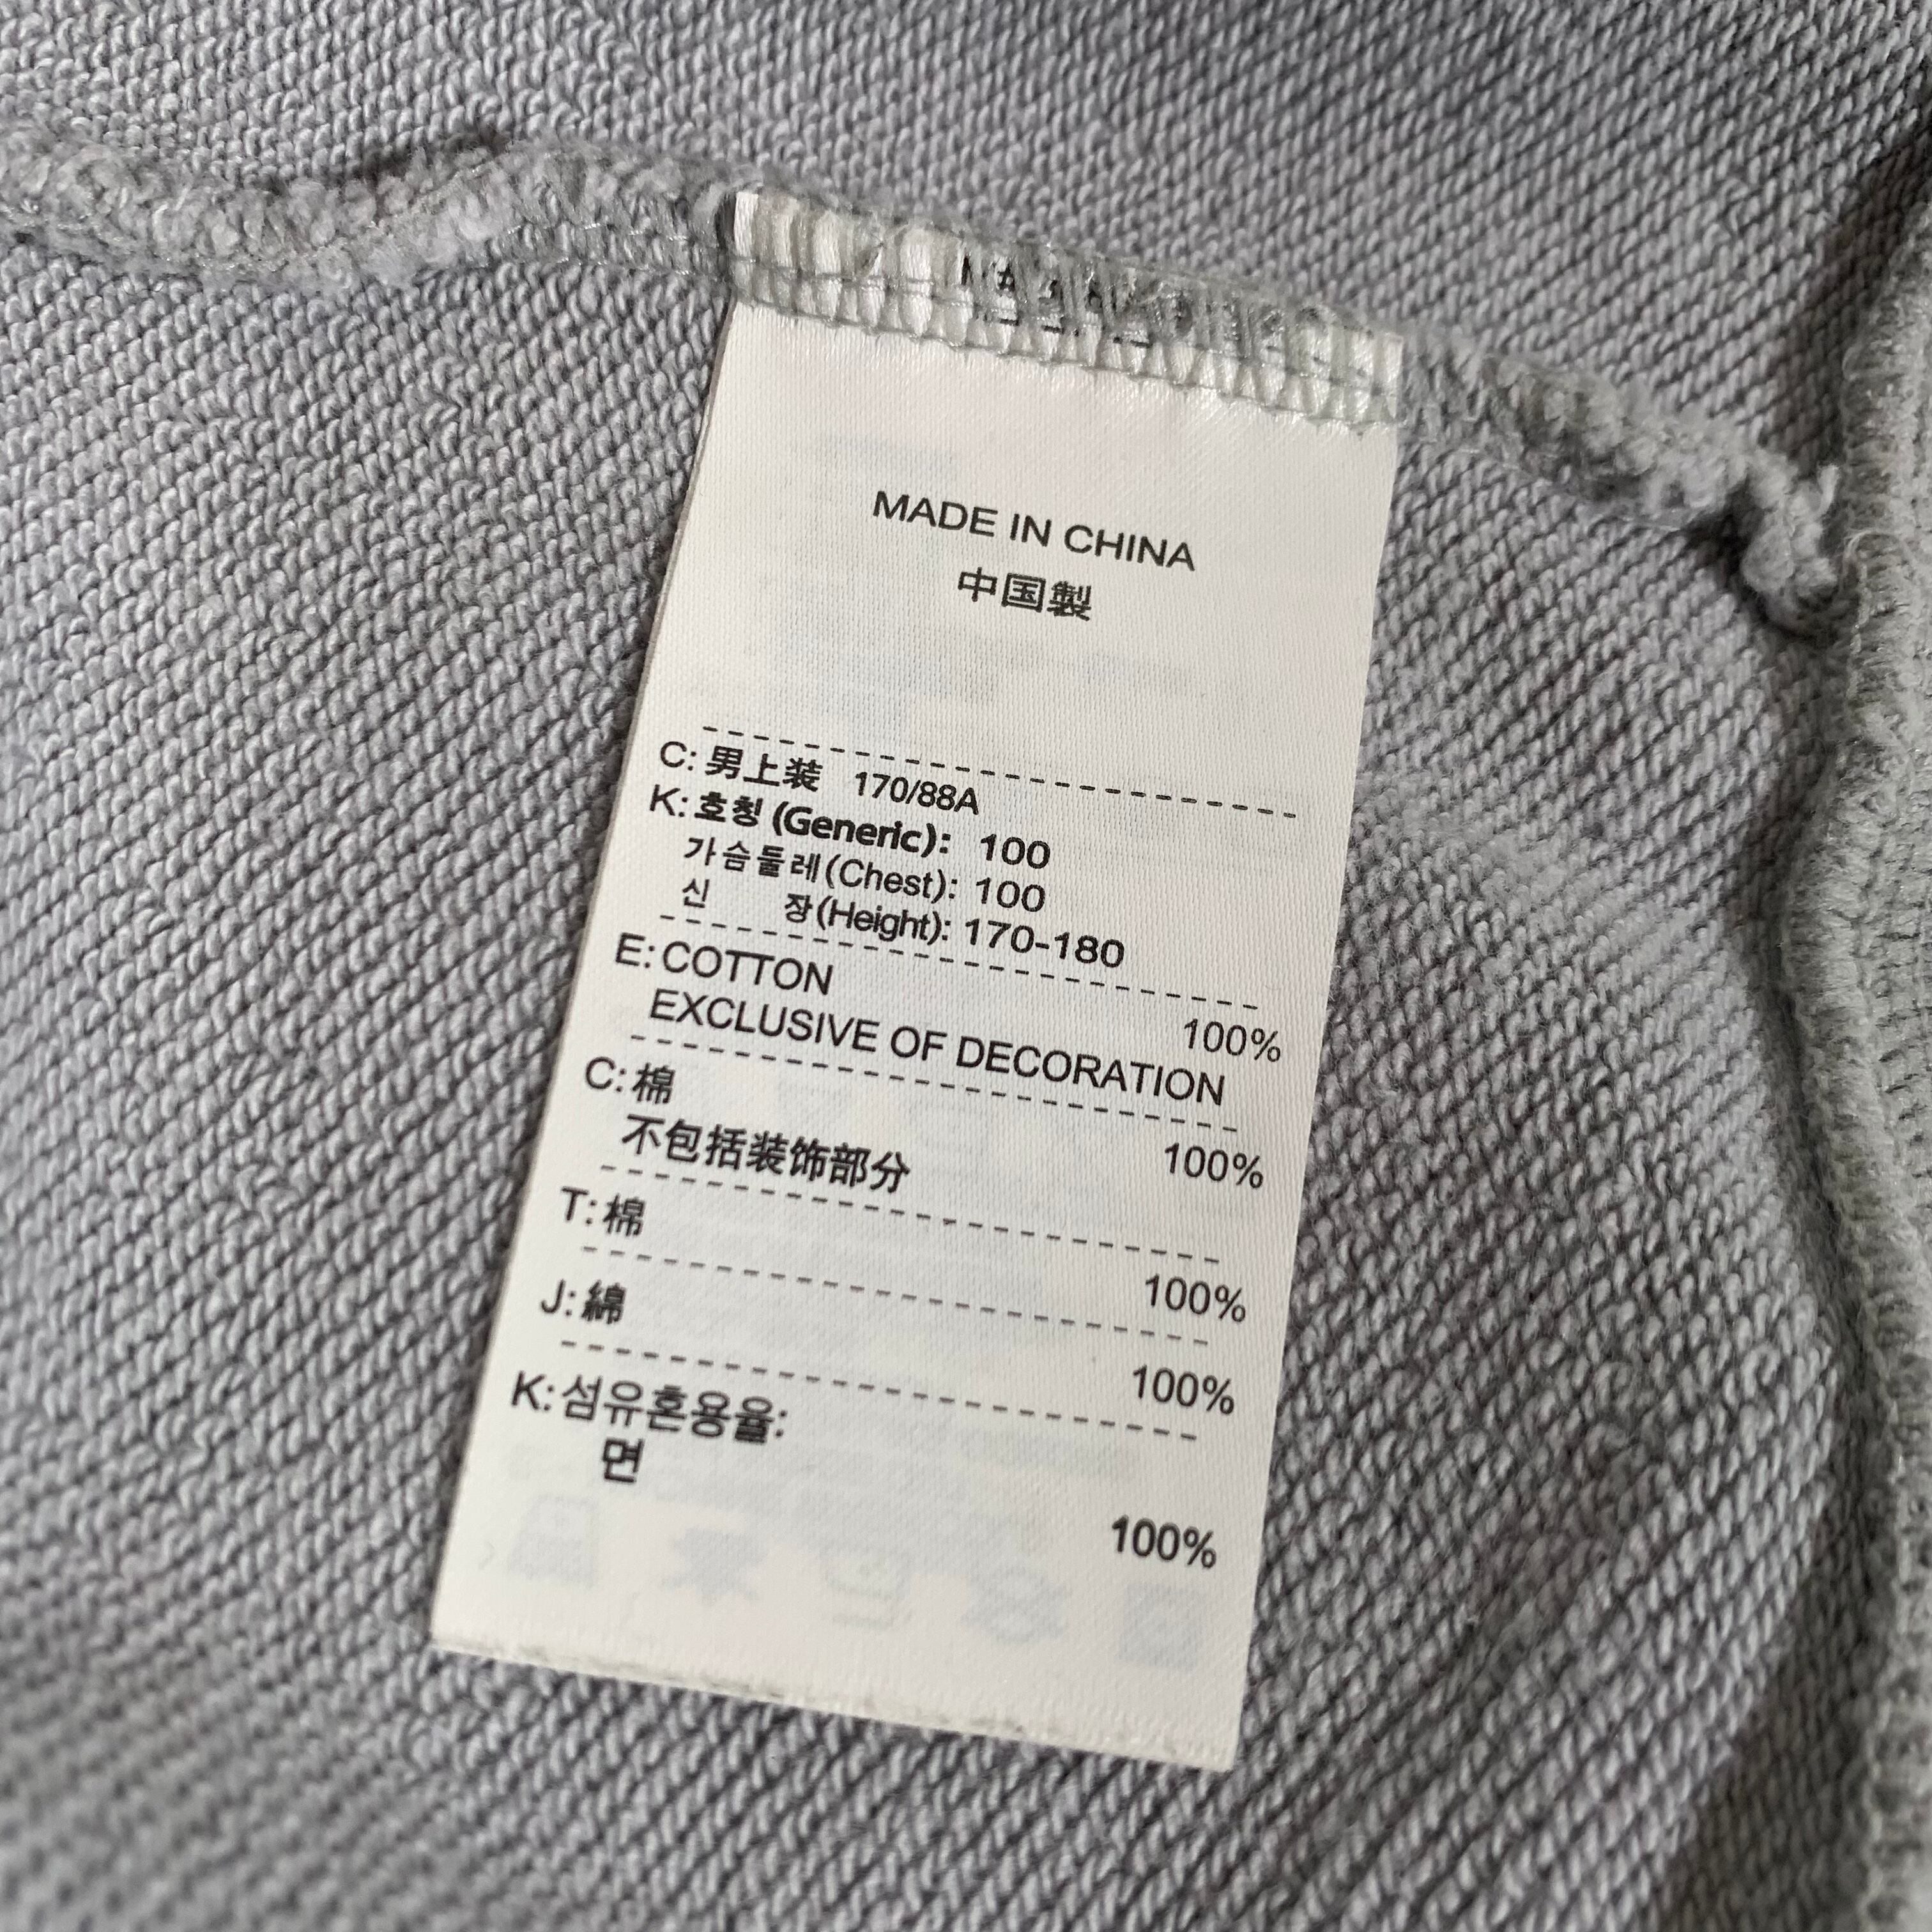 MADE IN CHINA
中国製
C: 男上装 170/88A
K: 호칭 (Generic): 100
가슴둘레(Chest): 100
신 장(Height): 170-180
E: COTTON 100%
EXCLUSIVE OF DECORATION
C: 棉 100%
不包括装饰部分
T: 棉 100%
J: 綿 100%
K: 섬유혼용율:
면 100%